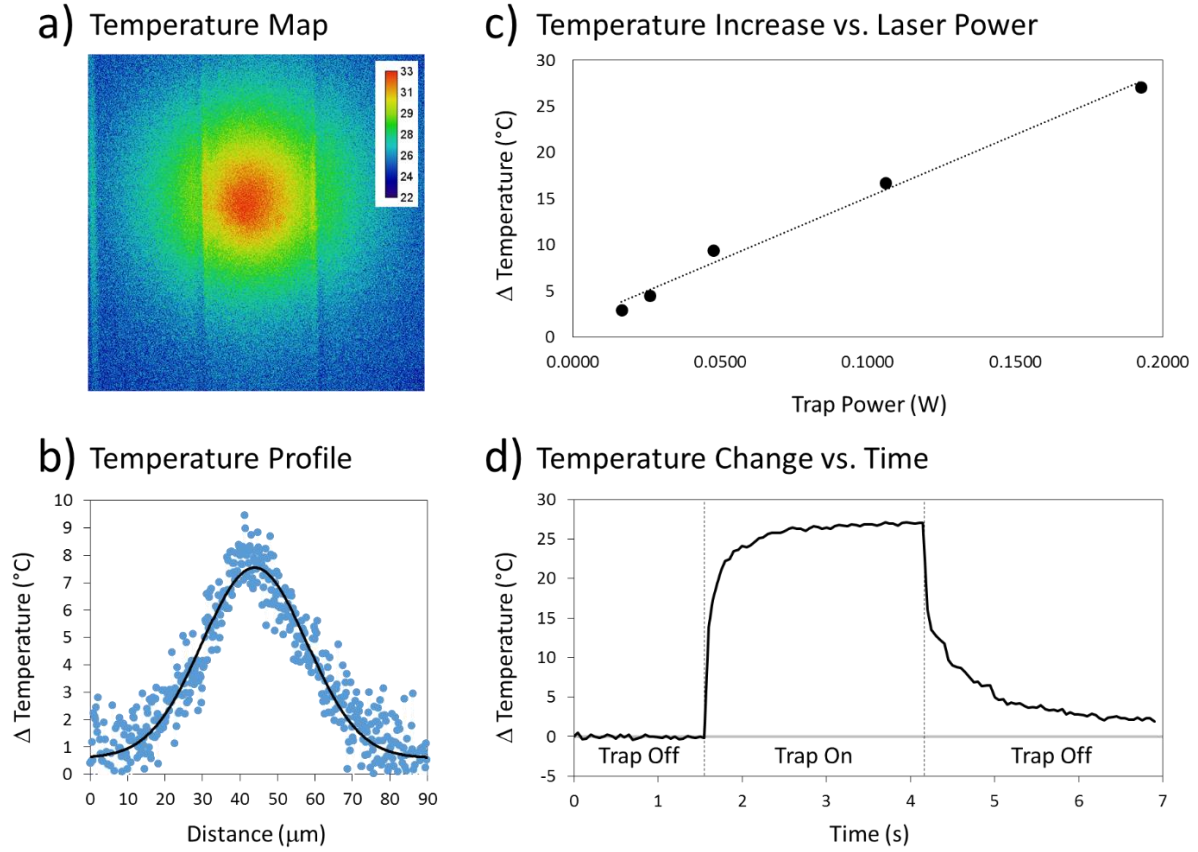 a) Temperature Map
33
31
29
28
26
24
23
22
b) Temperature Profile
Δ Temperature (°C)
10
9
8
7
6
5
4
3
2
1
0
0 10 20 30 40 50 60 70 80 90
Distance (μm)
c) Temperature Increase vs. Laser Power
Δ Temperature (°C)
30
25
20
15
10
5
0
0.0000 0.0500 0.1000 0.1500 0.2000
Trap Power (W)
d) Temperature Change vs. Time
Δ Temperature (°C)
30
25
20
15
10
5
0
-5
Trap Off Trap On Trap Off
0 1 2 3 4 5 6 7
Time (s)